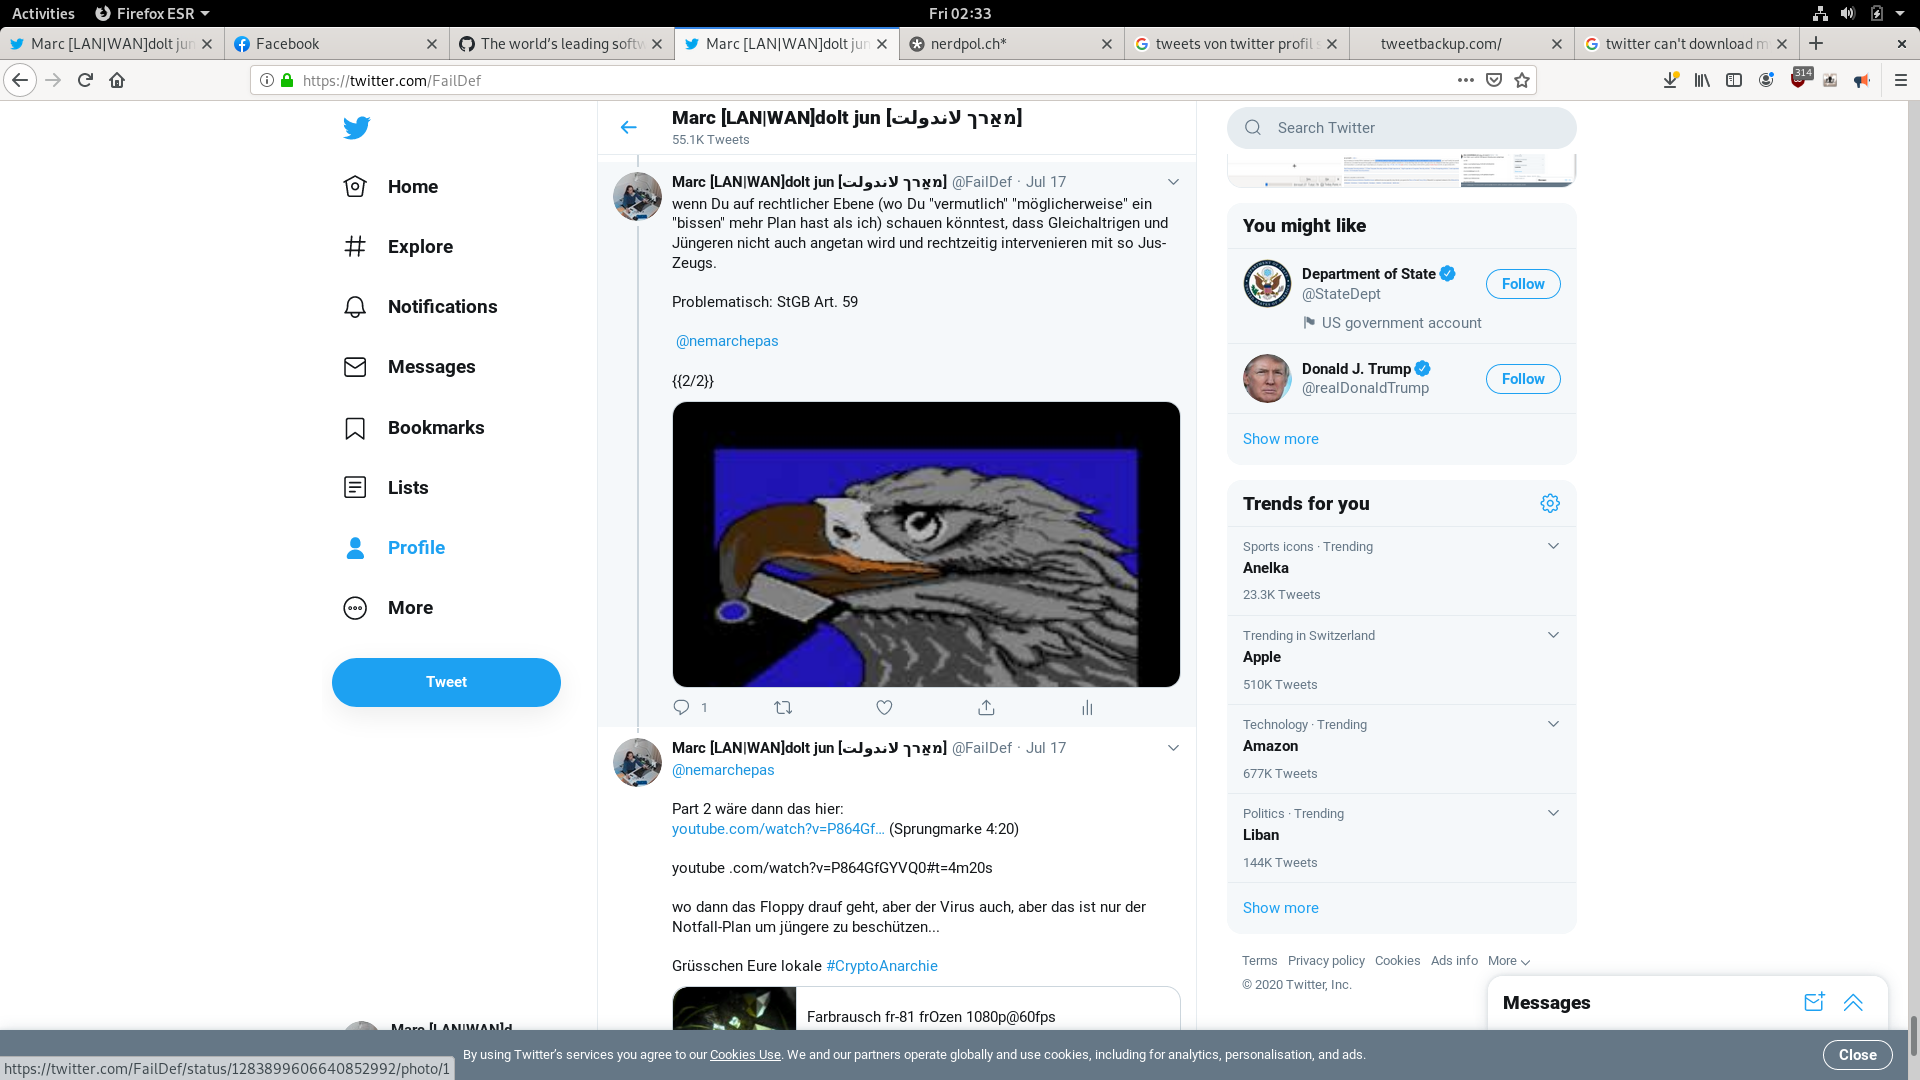 Activities
Firefox ESR
Fri 02:33
Marc [LAN|WAN]dolt jun
Facebook
The world's leading softw
Marc [LAN|WAN]dolt jun
nerdpol.ch*
tweets von twitter profil s
tweetbackup.com/
twitter can't download m
https://twitter.com/FailDef
314
Home
Explore
Notifications
Messages
Bookmarks
Lists
Profile
More
Tweet
Marc [LAN|WAN]d
Marc [LAN|WAN]dolt jun [מאַרך לאנדולת]
55.1K Tweets
Marc [LAN|WAN]dolt jun [מאַרך לאנדולת] @FailDef · Jul 17
wenn Du auf rechtlicher Ebene (wo Du "vermutlich" "möglicherweise" ein
"bissen" mehr Plan hast als ich) schauen könntest, dass Gleichaltrigen und
Jüngeren nicht auch angetan wird und rechtzeitig intervenieren mit so Jus-
Zeugs.
Problematisch: StGB Art. 59
@nemarchepas
{{2/2}}
1
Marc [LAN|WAN]dolt jun [מאַרך לאנדולת] @FailDef · Jul 17
@nemarchepas
Part 2 wäre dann das hier:
youtube.com/watch?v=P864Gf… (Sprungmarke 4:20)
youtube .com/watch?v=P864GfGYVQ0#t=4m20s
wo dann das Floppy drauf geht, aber der Virus auch, aber das ist nur der
Notfall-Plan um jüngere zu beschützen...
Grüsschen Eure lokale #CryptoAnarchie
Farbrausch fr-81 frOzen 1080p@60fps
Search Twitter
You might like
Department of State
@StateDept
US government account
Follow
Donald J. Trump
@realDonaldTrump
Follow
Show more
Trends for you
Sports icons · Trending
Anelka
23.3K Tweets
Trending in Switzerland
Apple
510K Tweets
Technology · Trending
Amazon
677K Tweets
Politics · Trending
Liban
144K Tweets
Show more
Terms Privacy policy Cookies Ads info More
© 2020 Twitter, Inc.
Messages
By using Twitter's services you agree to our Cookies Use. We and our partners operate globally and use cookies, including for analytics, personalisation, and ads.
Close
https://twitter.com/FailDef/status/1283899606640852992/photo/1